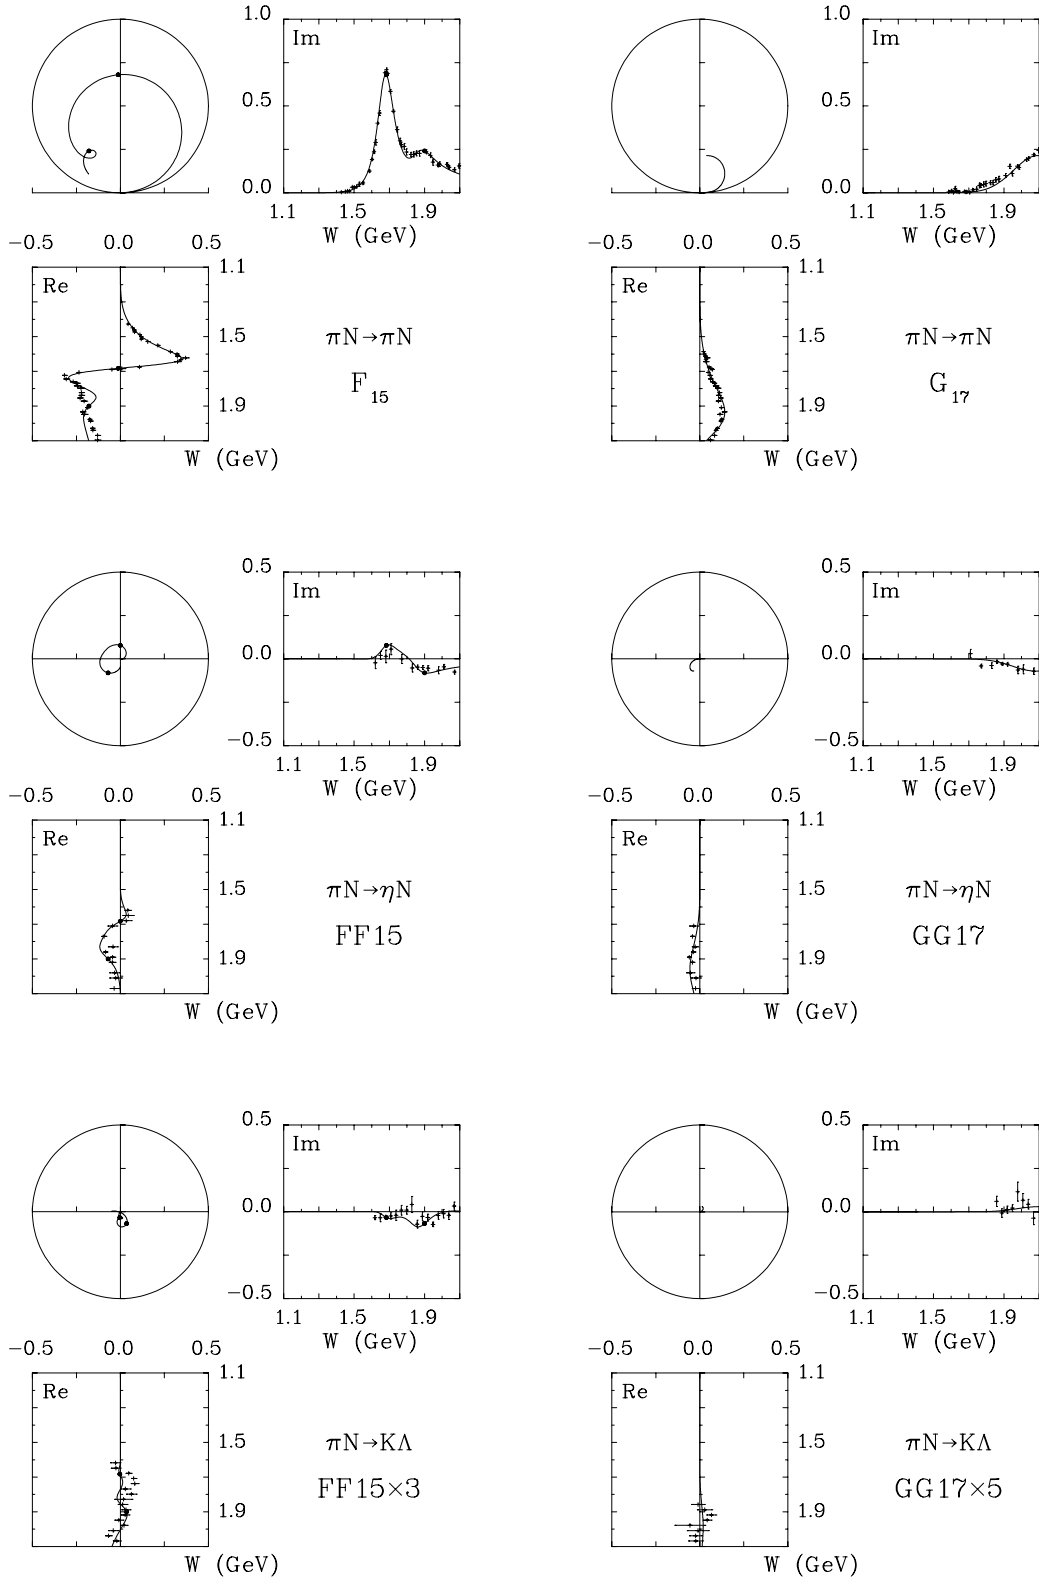 1.0
Im
0.5
0.0
1.1 1.5 1.9
W (GeV)
−0.5 0.0 0.5
Re
1.1
1.5
1.9
W (GeV)
πN→πN
F15
1.0
Im
0.5
0.0
1.1 1.5 1.9
W (GeV)
−0.5 0.0 0.5
Re
1.1
1.5
1.9
W (GeV)
πN→πN
G17
0.5
Im
0.0
−0.5
1.1 1.5 1.9
W (GeV)
−0.5 0.0 0.5
Re
1.1
1.5
1.9
W (GeV)
πN→ηN
FF15
0.5
Im
0.0
−0.5
1.1 1.5 1.9
W (GeV)
−0.5 0.0 0.5
Re
1.1
1.5
1.9
W (GeV)
πN→ηN
GG17
0.5
Im
0.0
−0.5
1.1 1.5 1.9
W (GeV)
−0.5 0.0 0.5
Re
1.1
1.5
1.9
W (GeV)
πN→KΛ
FF15×3
0.5
Im
0.0
−0.5
1.1 1.5 1.9
W (GeV)
−0.5 0.0 0.5
Re
1.1
1.5
1.9
W (GeV)
πN→KΛ
GG17×5